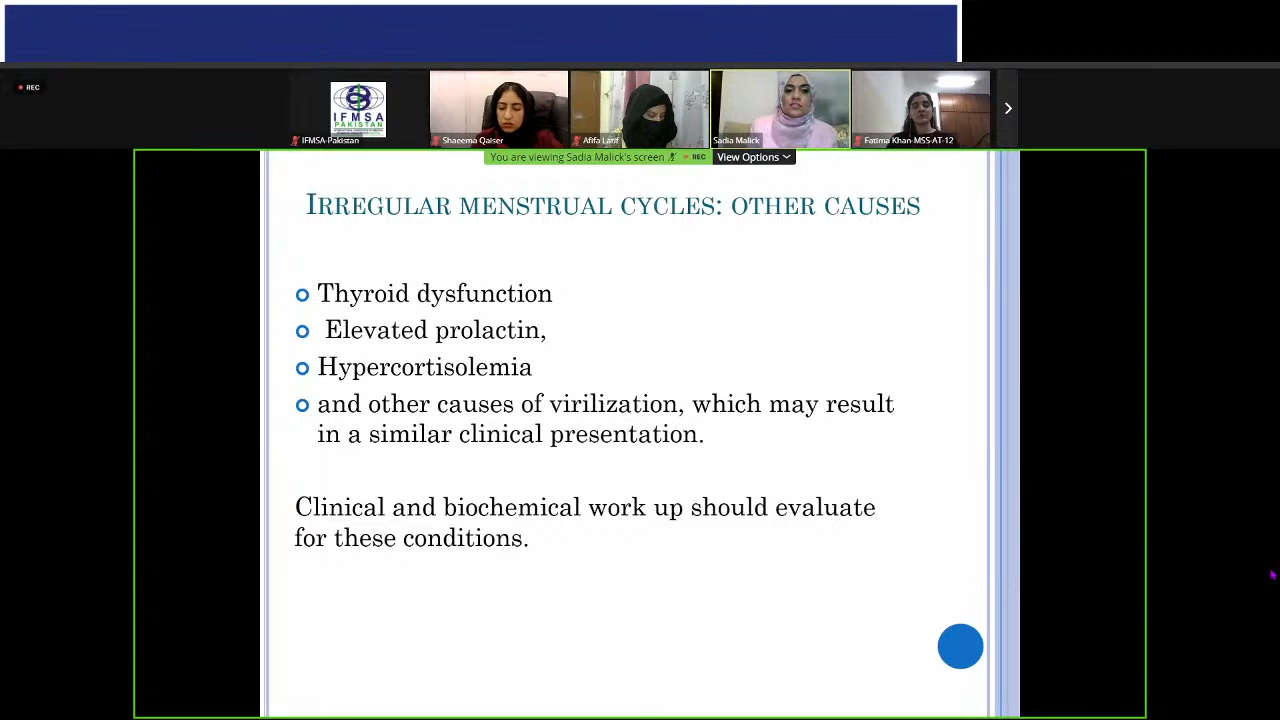 REC
IFMSA
PAKISTAN
IFMSA-Pakistan
Shaeema Qaiser
Afifa Latif
Sadia Malick
Fatima Khan-MSS-AT-12
You are viewing Sadia Malick's screen
REC
View Options
IRREGULAR MENSTRUAL CYCLES: OTHER CAUSES
Thyroid dysfunction
Elevated prolactin,
Hypercortisolemia
and other causes of virilization, which may result
in a similar clinical presentation.
Clinical and biochemical work up should evaluate
for these conditions.